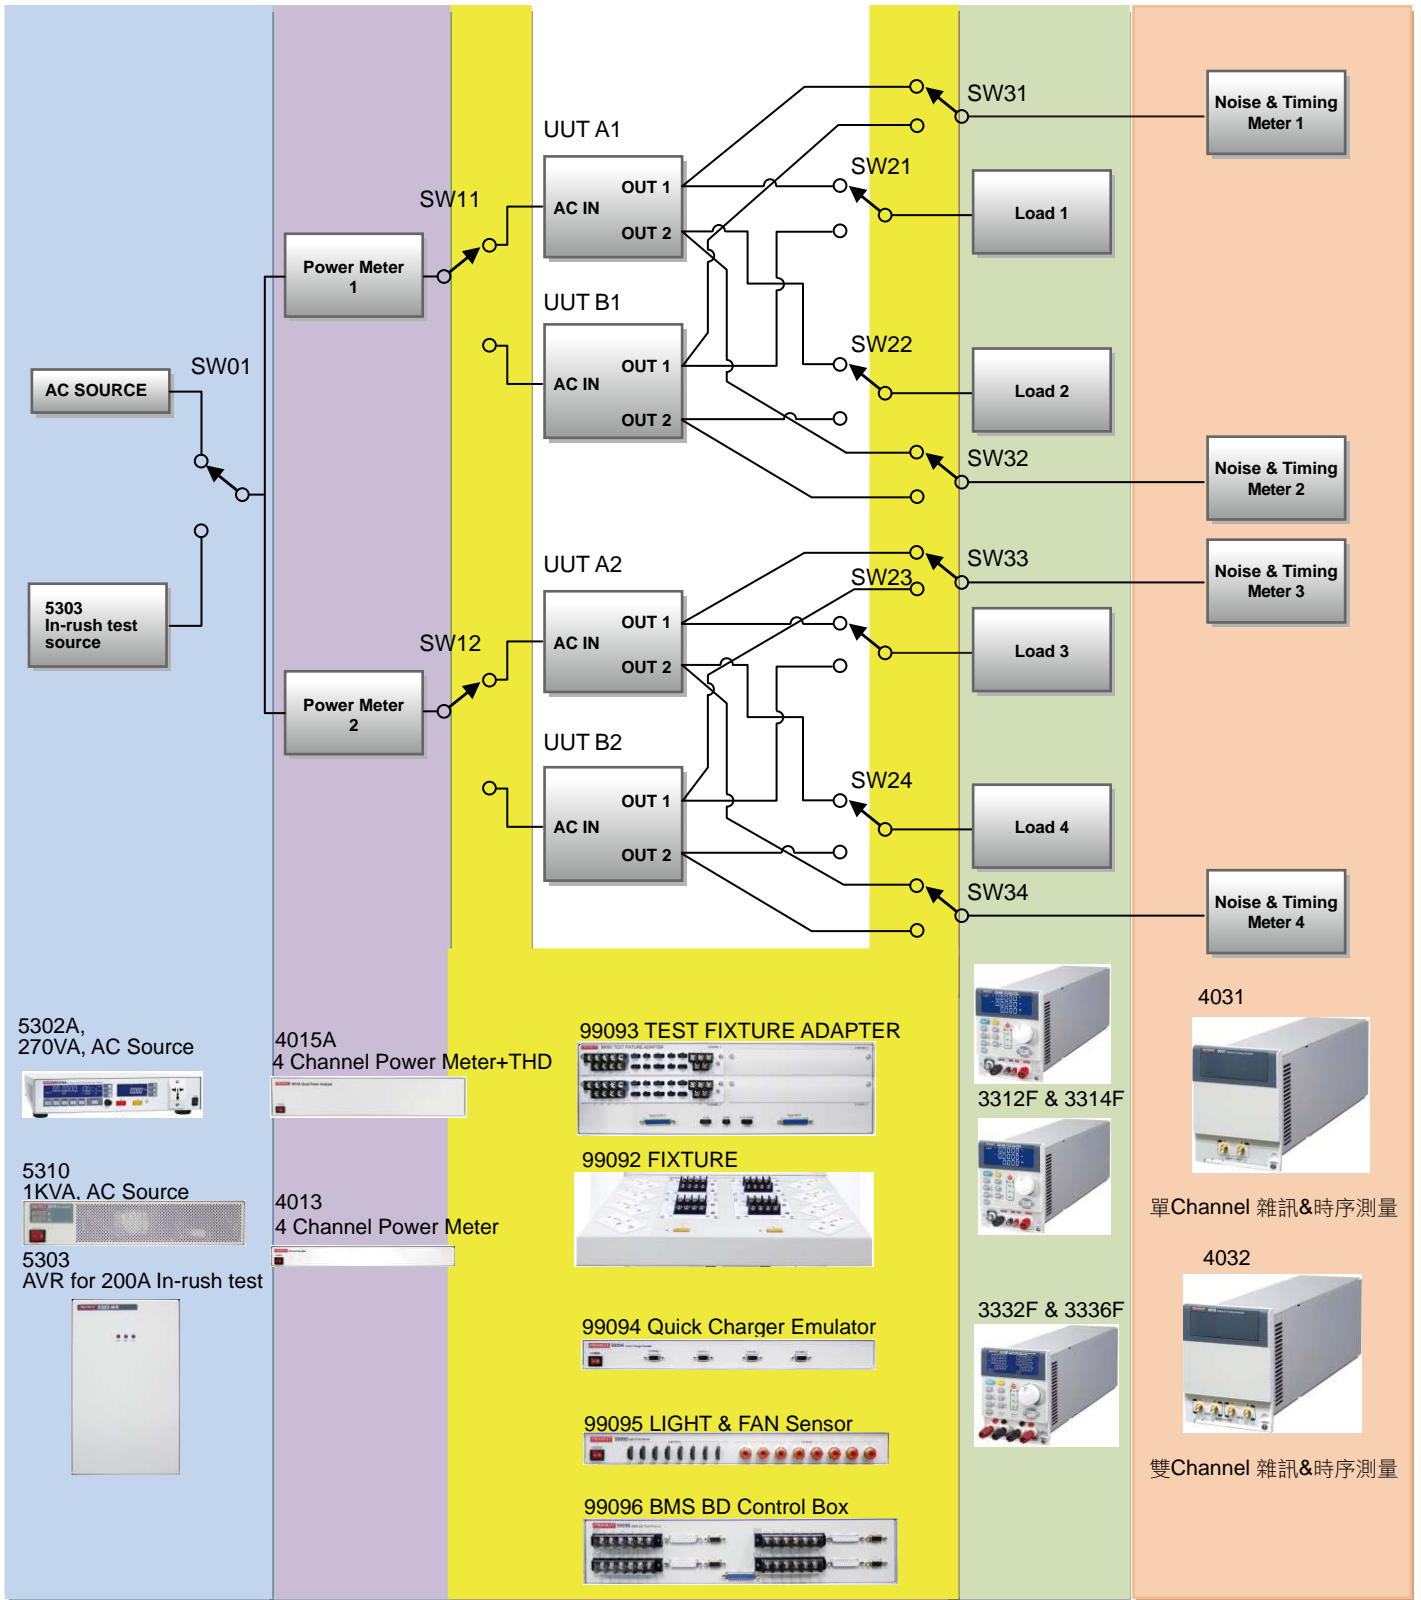 SW31
Noise & Timing
Meter 1
UUT A1
SW21
OUT 1
SW11
AC IN
Load 1
OUT 2
Power Meter
1
UUT B1
SW22
SW01
OUT 1
AC SOURCE
AC IN
Load 2
OUT 2
SW32
Noise & Timing
Meter 2
UUT A2
SW33
SW23
Noise & Timing
Meter 3
5303
In-rush test
source
OUT 1
SW12
AC IN
Load 3
OUT 2
Power Meter
2
UUT B2
SW24
OUT 1
AC IN
Load 4
OUT 2
SW34
Noise & Timing
Meter 4
5302A,
270VA, AC Source
5310
1KVA, AC Source
5303
AVR for 200A In-rush test
4015A
4 Channel Power Meter+THD
4013
4 Channel Power Meter
99093 TEST FIXTURE ADAPTER
99092 FIXTURE
99094 Quick Charger Emulator
99095 LIGHT & FAN Sensor
99096 BMS BD Control Box
3312F & 3314F
3332F & 3336F
4031
單Channel 雜訊&時序測量
4032
雙Channel 雜訊&時序測量